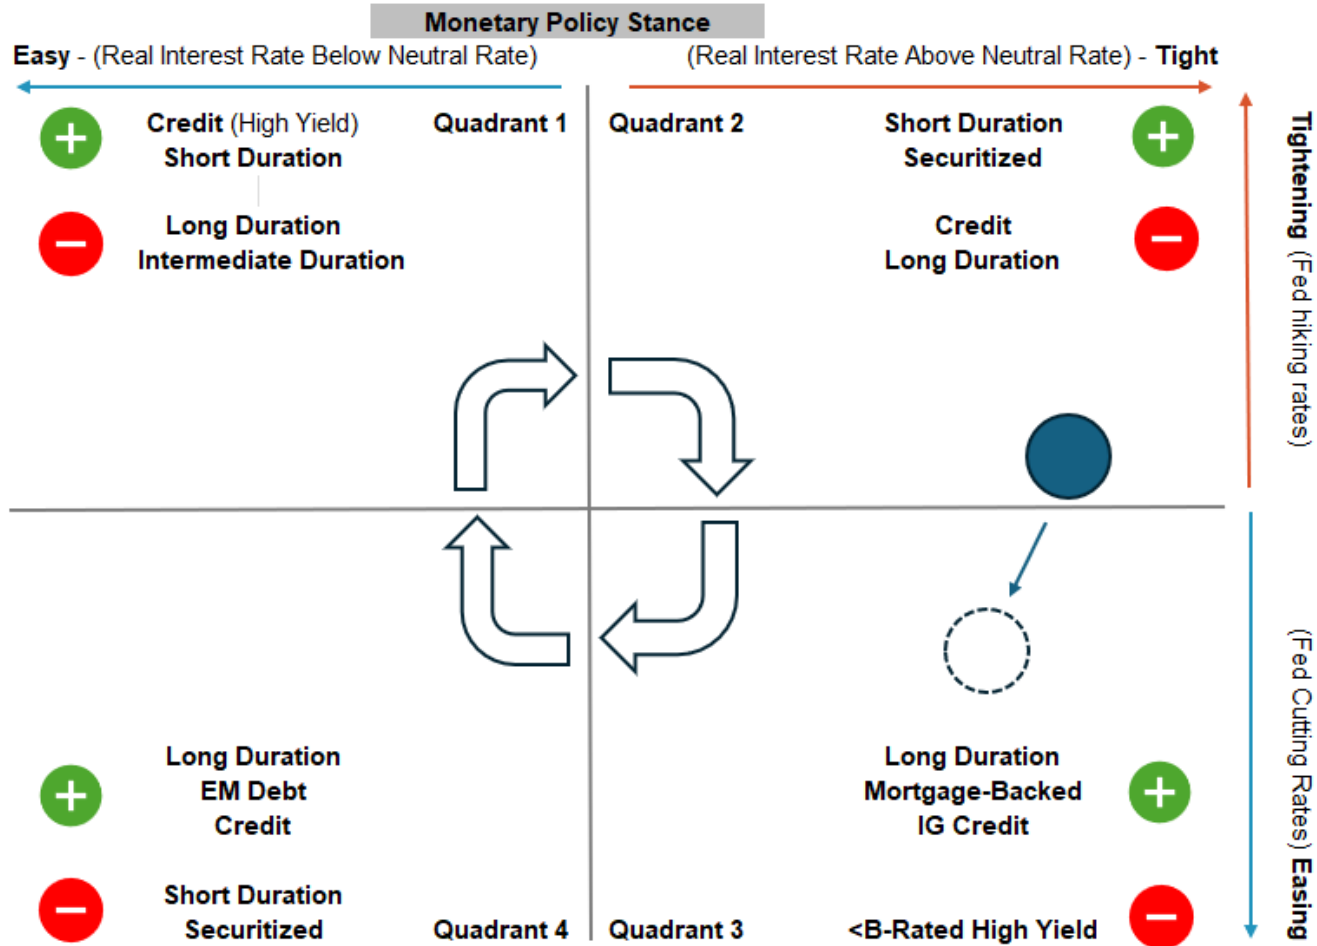 Monetary Policy Stance
Easy - (Real Interest Rate Below Neutral Rate)
(Real Interest Rate Above Neutral Rate) - Tight
Credit (High Yield)
Short Duration
Quadrant 1
Long Duration
Intermediate Duration
Quadrant 2
Short Duration
Securitized
Credit
Long Duration
Tightening (Fed hiking rates)
Long Duration
EM Debt
Credit
Short Duration
Securitized
Quadrant 4
Long Duration
Mortgage-Backed
IG Credit
Quadrant 3
<B-Rated High Yield
(Fed Cutting Rates) Easing